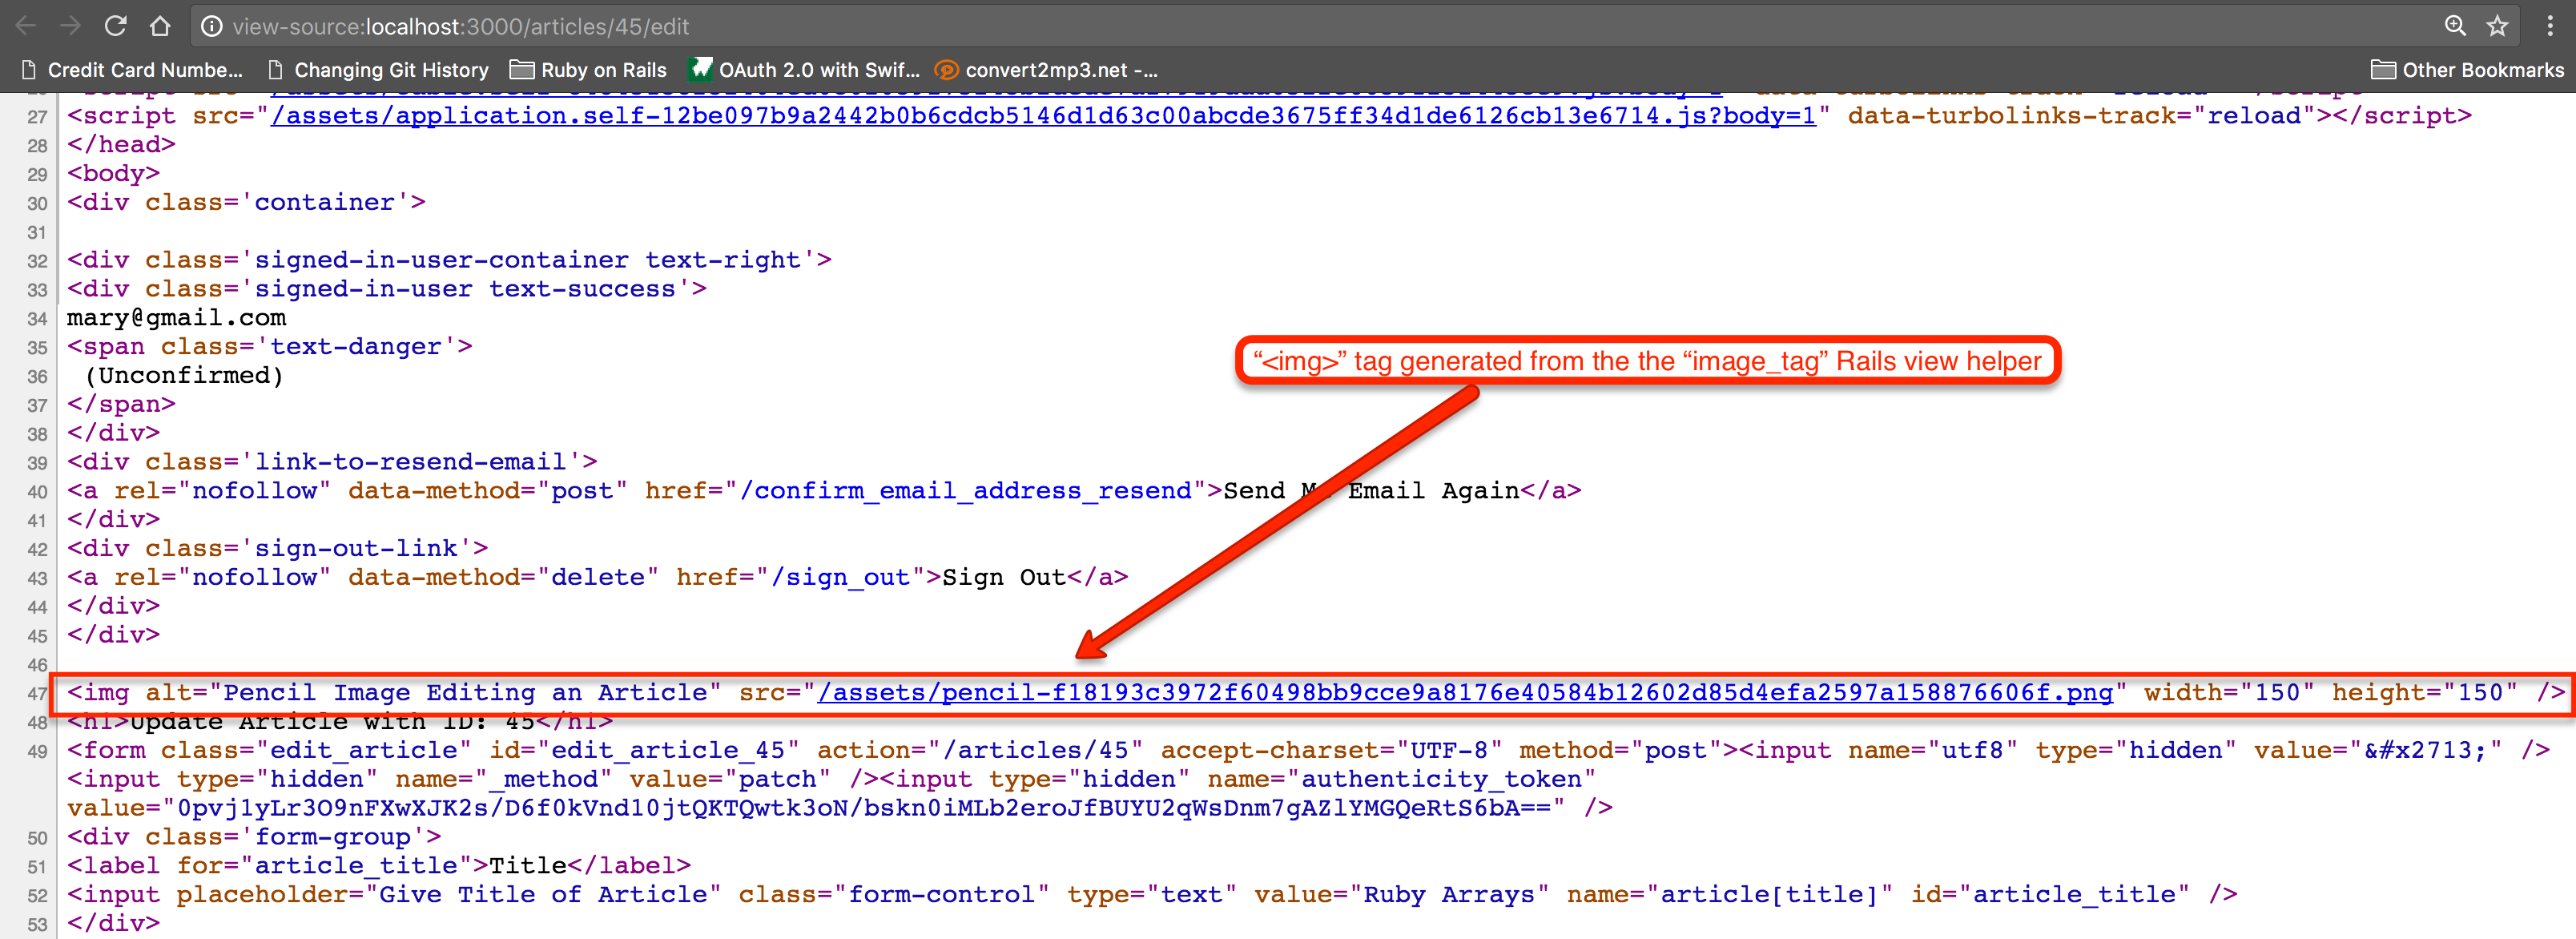 view-source:localhost:3000/articles/45/edit
Credit Card Numbe... Changing Git History Ruby on Rails OAuth 2.0 with Swif... convert2mp3.net -... Other Bookmarks
27 <script src="/assets/application.self-12be097b9a2442b0b6cdcb5146d1d63c00abcde3675ff34d1de6126cb13e6714.js?body=1" data-turbolinks-track="reload"></script>
28 </head>
29 <body>
30 <div class='container'>
31
32 <div class='signed-in-user-container text-right'>
33 <div class='signed-in-user text-success'>
34 mary@gmail.com
35 <span class='text-danger'>
“<img>” tag generated from the the “image_tag” Rails view helper
36 (Unconfirmed)
37 </span>
38 </div>
39 <div class='link-to-resend-email'>
40 <a rel="nofollow" data-method="post" href="/confirm_email_address_resend">Send Me Email Again</a>
41 </div>
42 <div class='sign-out-link'>
43 <a rel="nofollow" data-method="delete" href="/sign_out">Sign Out</a>
44 </div>
45 </div>
46
47 <img alt="Pencil Image Editing an Article" src="/assets/pencil-f18193c3972f60498bb9cce9a8176e40584b12602d85d4efa2597a158876606f.png" width="150" height="150" />
48 <h1>Update Article with ID: 45</h1>
49 <form class="edit_article" id="edit_article_45" action="/articles/45" accept-charset="UTF-8" method="post"><input name="utf8" type="hidden" value="&#x2713;" />
<input type="hidden" name="_method" value="patch" /><input type="hidden" name="authenticity_token"
value="0pvj1yLr3O9nFXwXJK2s/D6f0kVnd10jtQKTQwtk3oN/bskn0iMLb2eroJfBUYU2qWsDnm7gAZlYMGQeRtS6bA==" />
50 <div class='form-group'>
51 <label for="article_title">Title</label>
52 <input placeholder="Give Title of Article" class="form-control" type="text" value="Ruby Arrays" name="article[title]" id="article_title" />
53 </div>